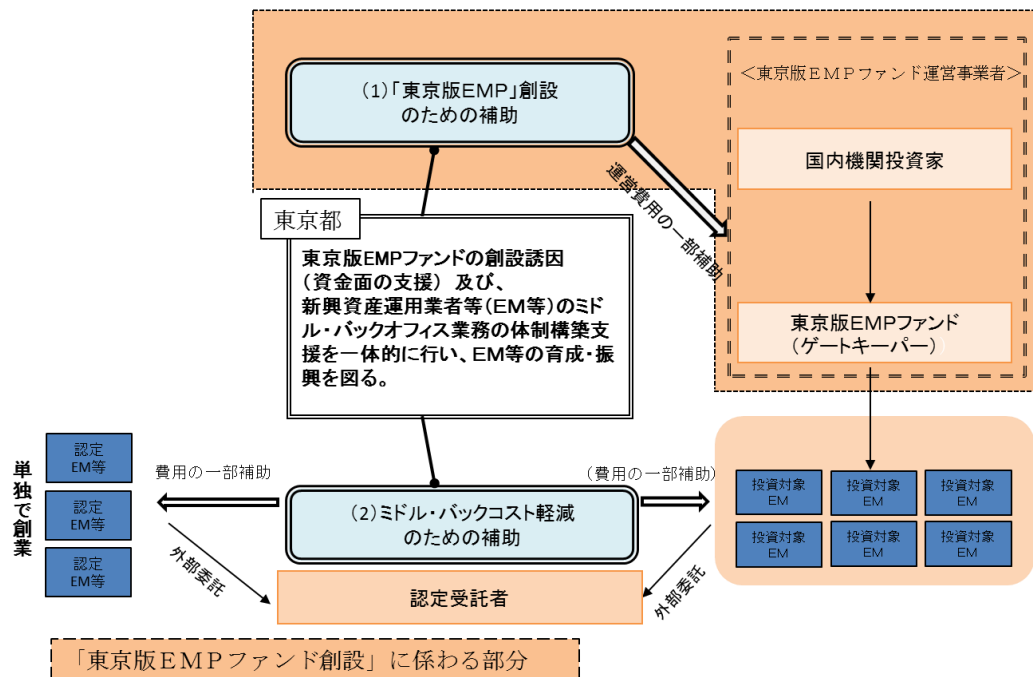 (1)「東京版EMP」創設
のための補助
運営費用の一部補助
＜東京版ＥＭＰファンド運営事業者＞
国内機関投資家
東京版EMPファンド
（ゲートキーパー）
東京都
東京版EMPファンドの創設誘因
（資金面の支援） 及び、
新興資産運用業者等（EM等）のミド
ル・バックオフィス業務の体制構築支
援を一体的に行い、EM等の育成・振
興を図る。
単独で創業
認定
EM等
認定
EM等
認定
EM等
費用の一部補助
(2)ミドル・バックコスト軽減
のための補助
（費用の一部補助）
投資対象
EM
投資対象
EM
投資対象
EM
投資対象
EM
投資対象
EM
投資対象
EM
外部委託
認定受託者
外部委託
「東京版ＥＭＰファンド創設」に係わる部分